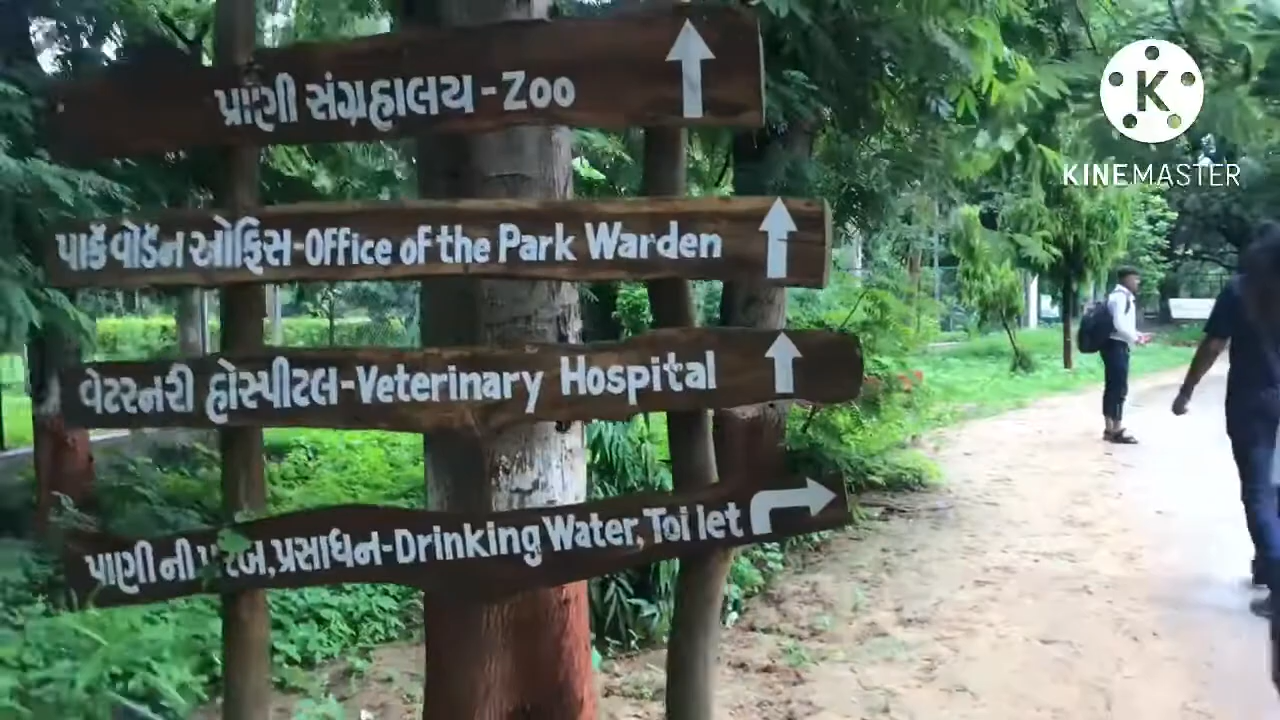 પ્રાણી સંગ્રહાલય - Zoo
પાર્ક વોર્ડન ઓફિસ-Office of the Park Warden
વેટરનરી હોસ્પીટલ-Veterinary Hospital
પાણી ની પરબ, પ્રસાધન-Drinking Water, Toilet
K
KINEMASTER